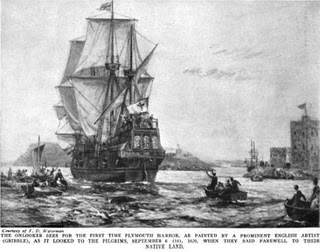 Courtesy of T. D. Waterman
THE ONLOOKER SEES FOR THE FIRST TIME PLYMOUTH HARBOR, AS PAINTED BY A PROMINENT ENGLISH ARTIST
(GRIBBLE), AS IT LOOKED TO THE PILGRIMS, SEPTEMBER 6 (16), 1620, WHEN THEY SAID FAREWELL TO THEIR
NATIVE LAND.